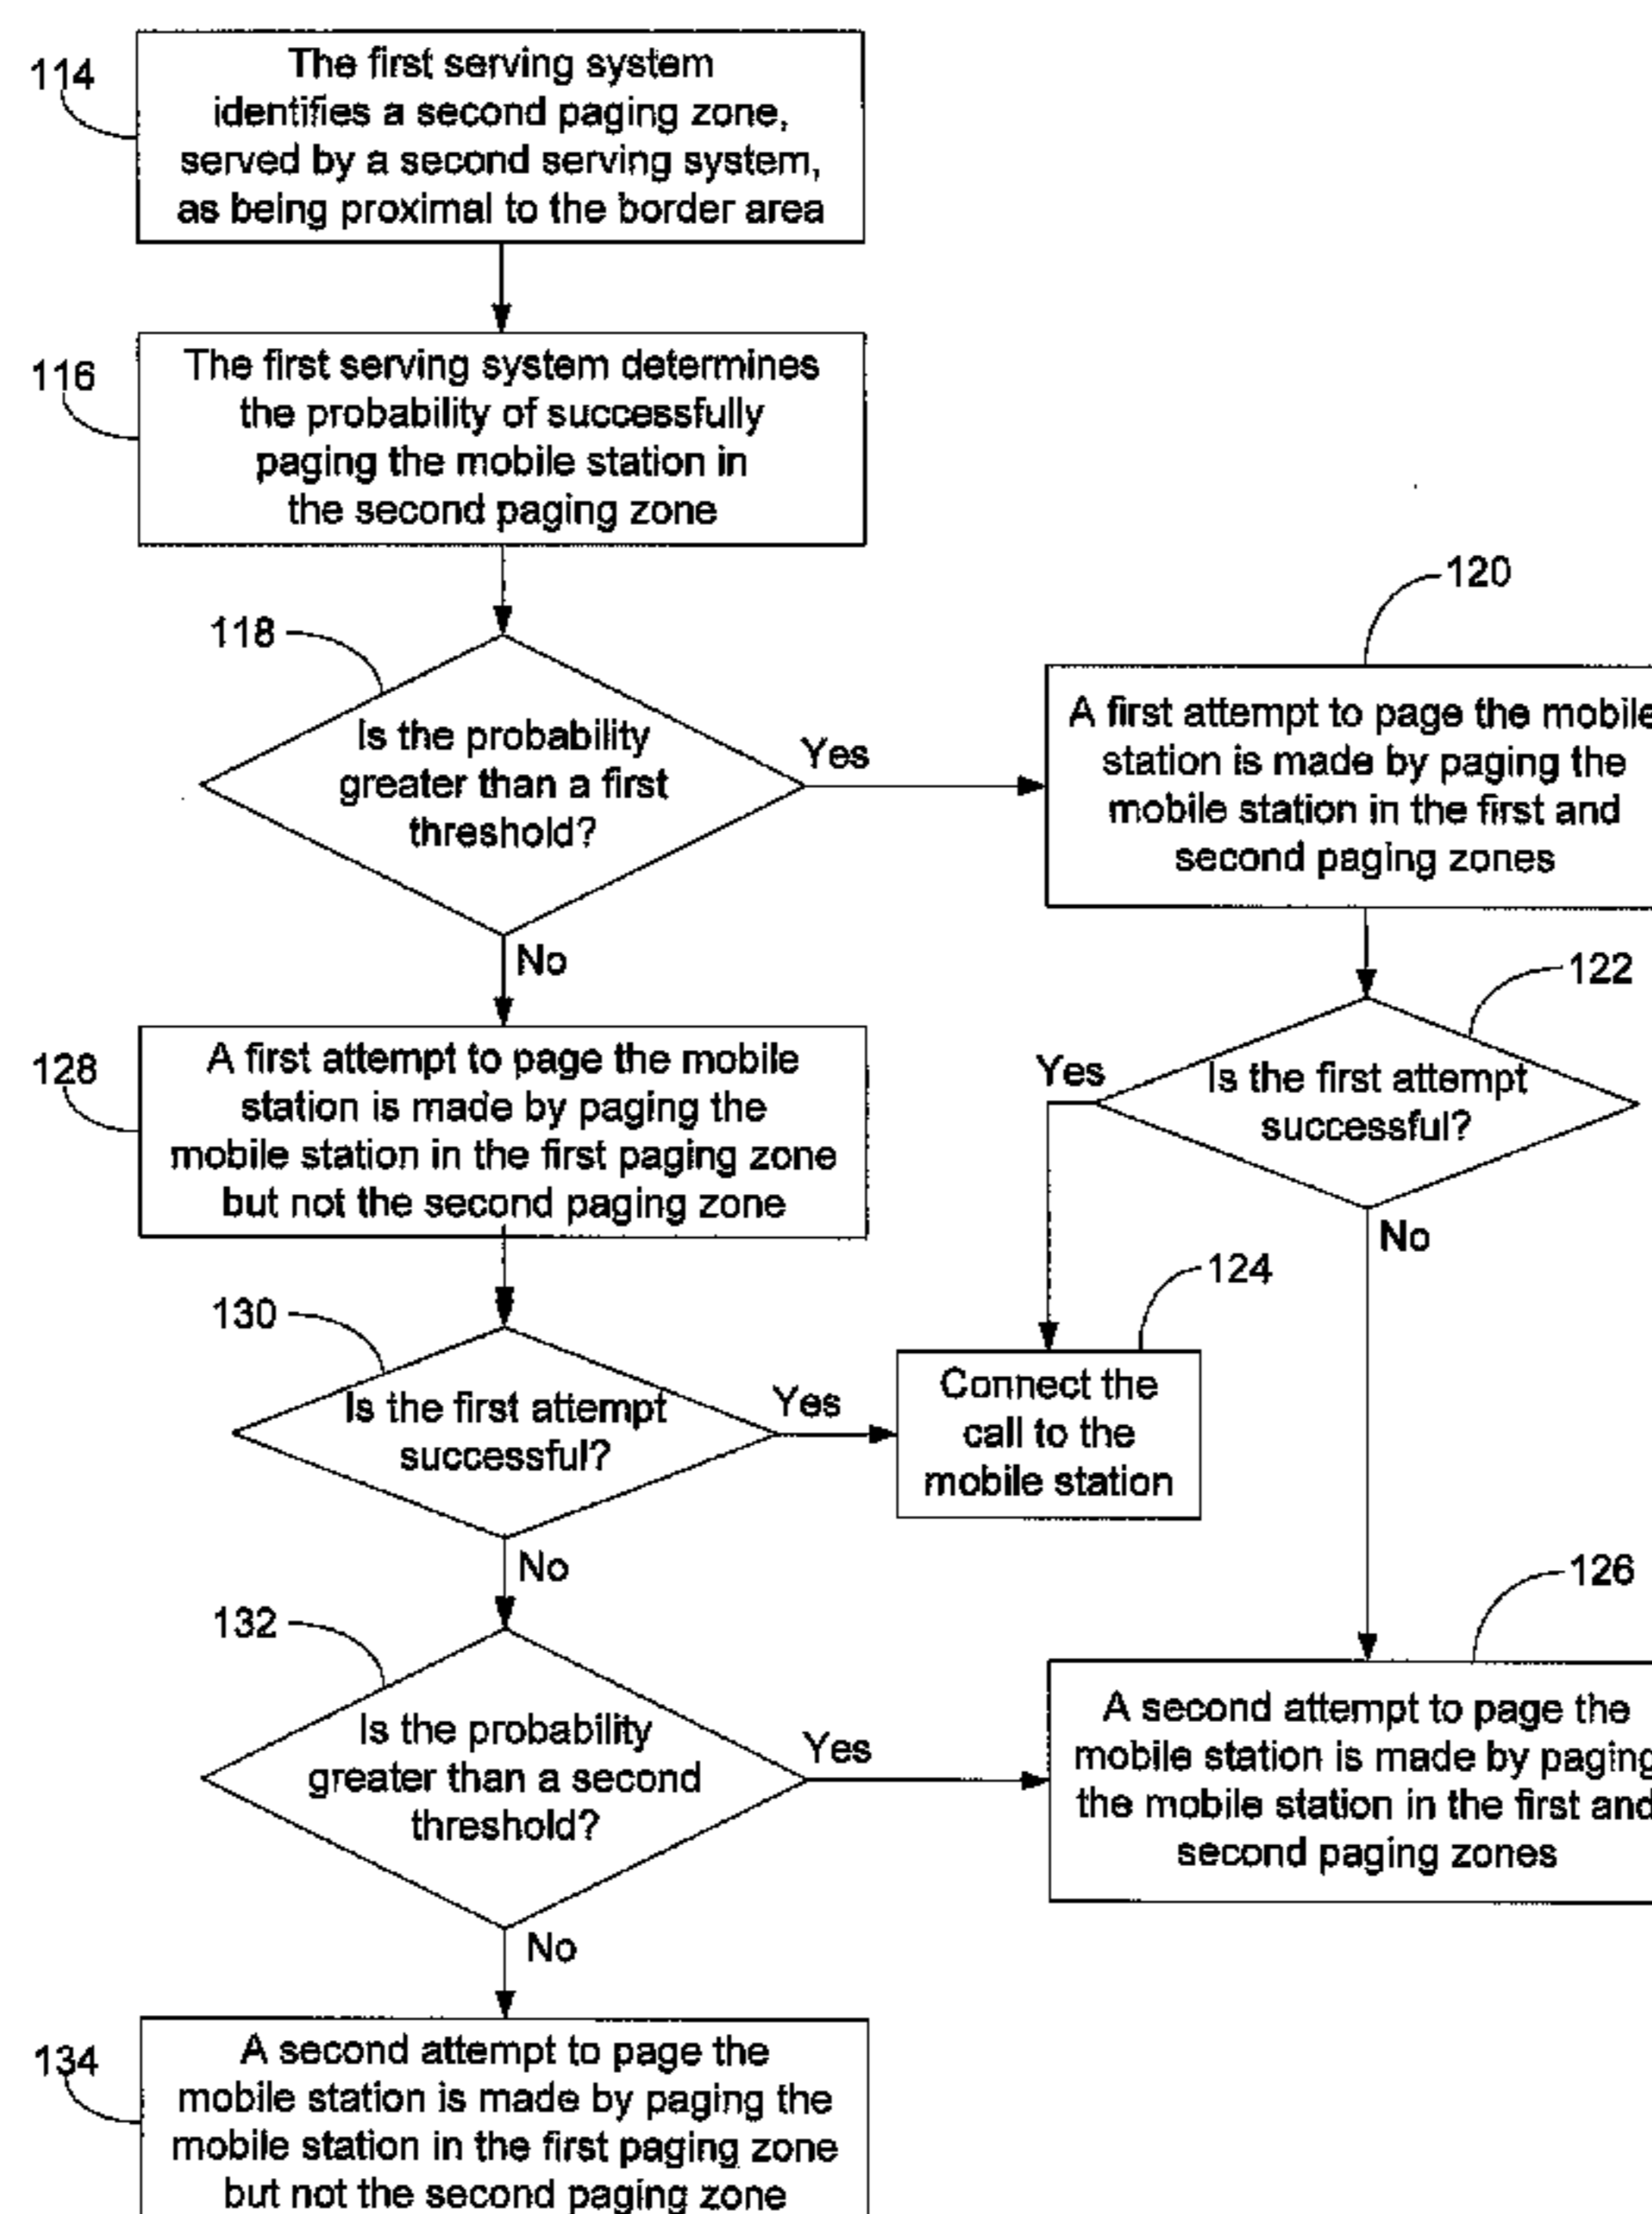 114
The first serving system
identifies a second paging zone,
served by a second serving system,
as being proximal to the border area
116
The first serving system determines
the probability of successfully
paging the mobile station in
the second paging zone
118
Is the probability
greater than a first
threshold?
Yes
No
120
A first attempt to page the mobile
station is made by paging the
mobile station in the first and
second paging zones
122
Is the first attempt
successful?
Yes
No
128
A first attempt to page the mobile
station is made by paging the
mobile station in the first paging zone
but not the second paging zone
130
Is the first attempt
successful?
Yes
No
124
Connect the
call to the
mobile station
132
Is the probability
greater than a second
threshold?
Yes
No
126
A second attempt to page the
mobile station is made by paging
the mobile station in the first and
second paging zones
134
A second attempt to page the
mobile station is made by paging the
mobile station in the first paging zone
but not the second paging zone